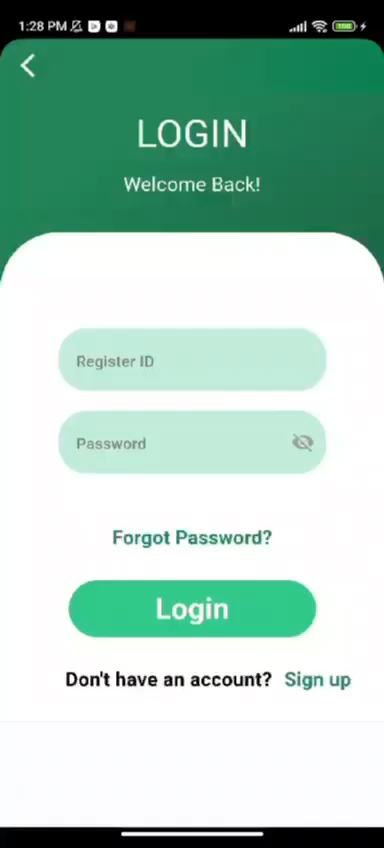 1:28 PM
LOGIN
Welcome Back!
Register ID
Password
Forgot Password?
Login
Don't have an account? Sign up